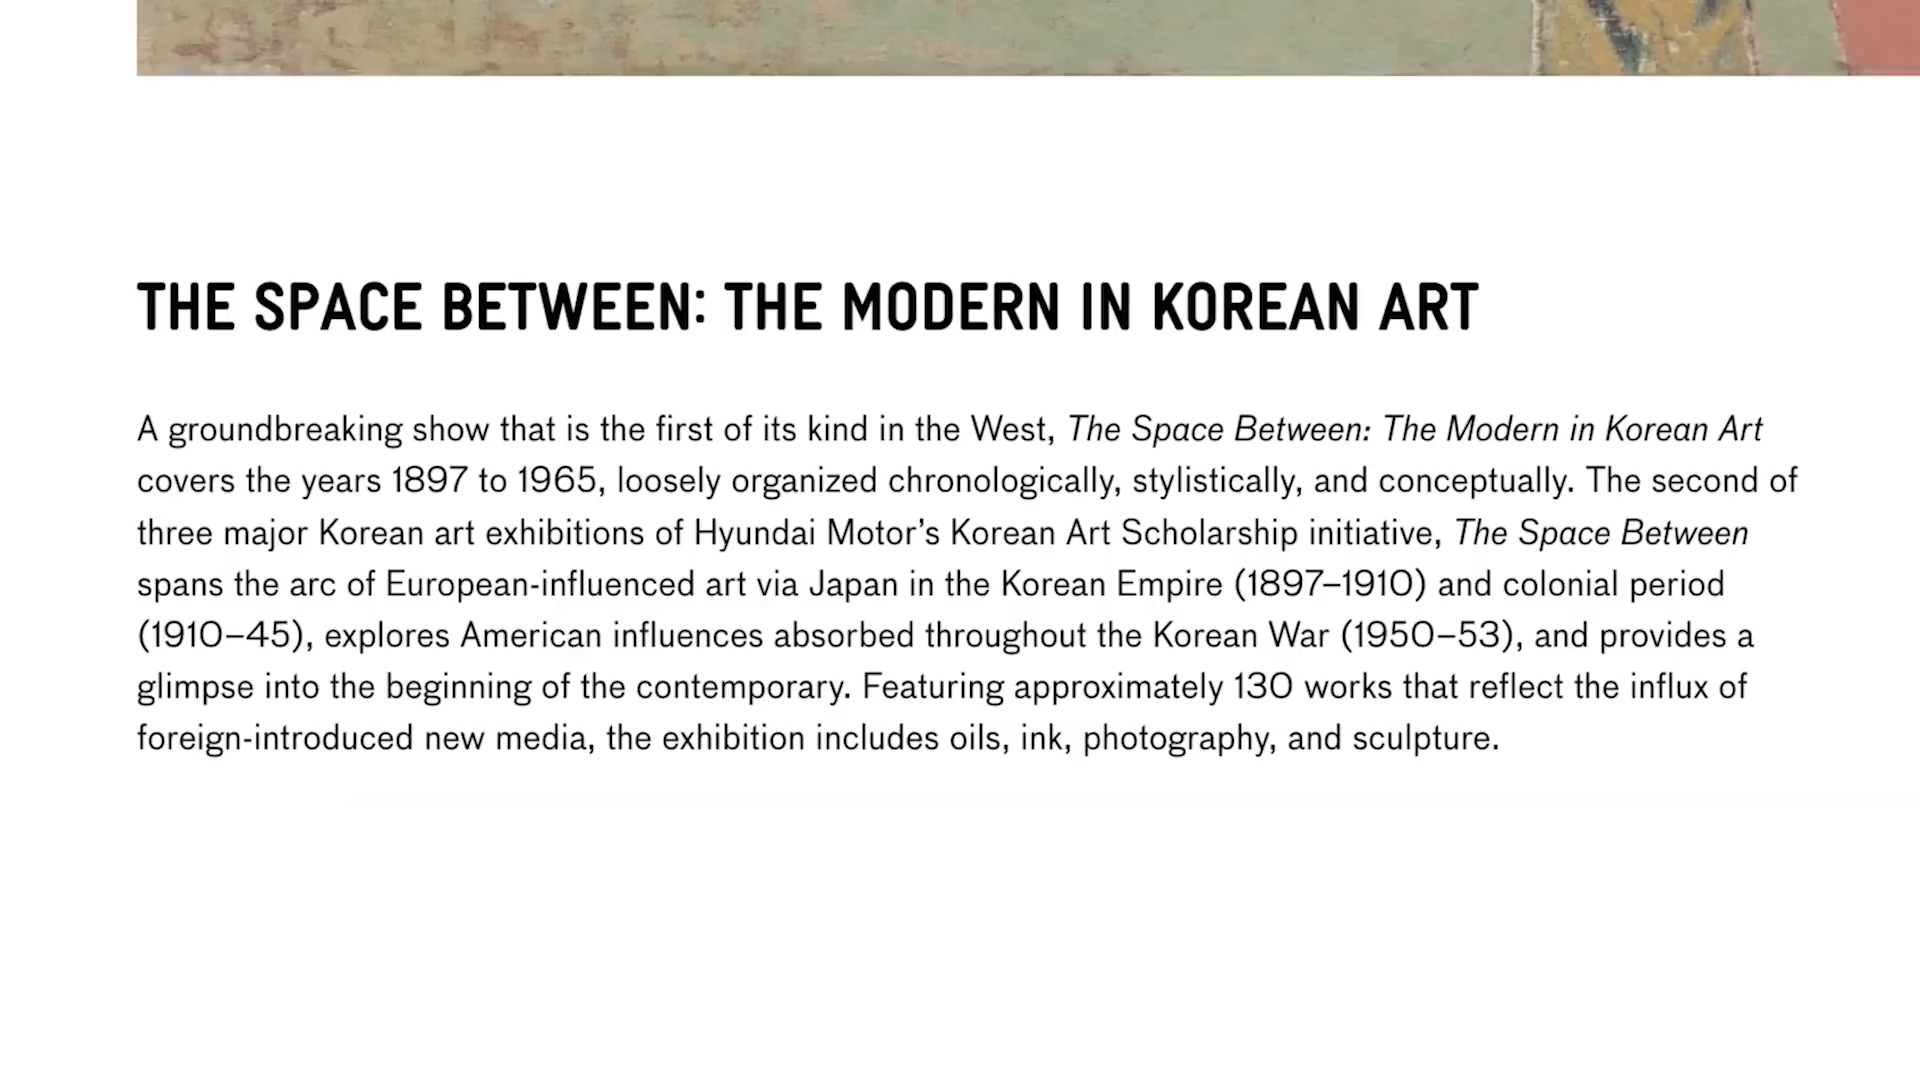 THE SPACE BETWEEN: THE MODERN IN KOREAN ART
A groundbreaking show that is the first of its kind in the West, The Space Between: The Modern in Korean Art
covers the years 1897 to 1965, loosely organized chronologically, stylistically, and conceptually. The second of
three major Korean art exhibitions of Hyundai Motor’s Korean Art Scholarship initiative, The Space Between
spans the arc of European-influenced art via Japan in the Korean Empire (1897–1910) and colonial period
(1910–45), explores American influences absorbed throughout the Korean War (1950–53), and provides a
glimpse into the beginning of the contemporary. Featuring approximately 130 works that reflect the influx of
foreign-introduced new media, the exhibition includes oils, ink, photography, and sculpture.